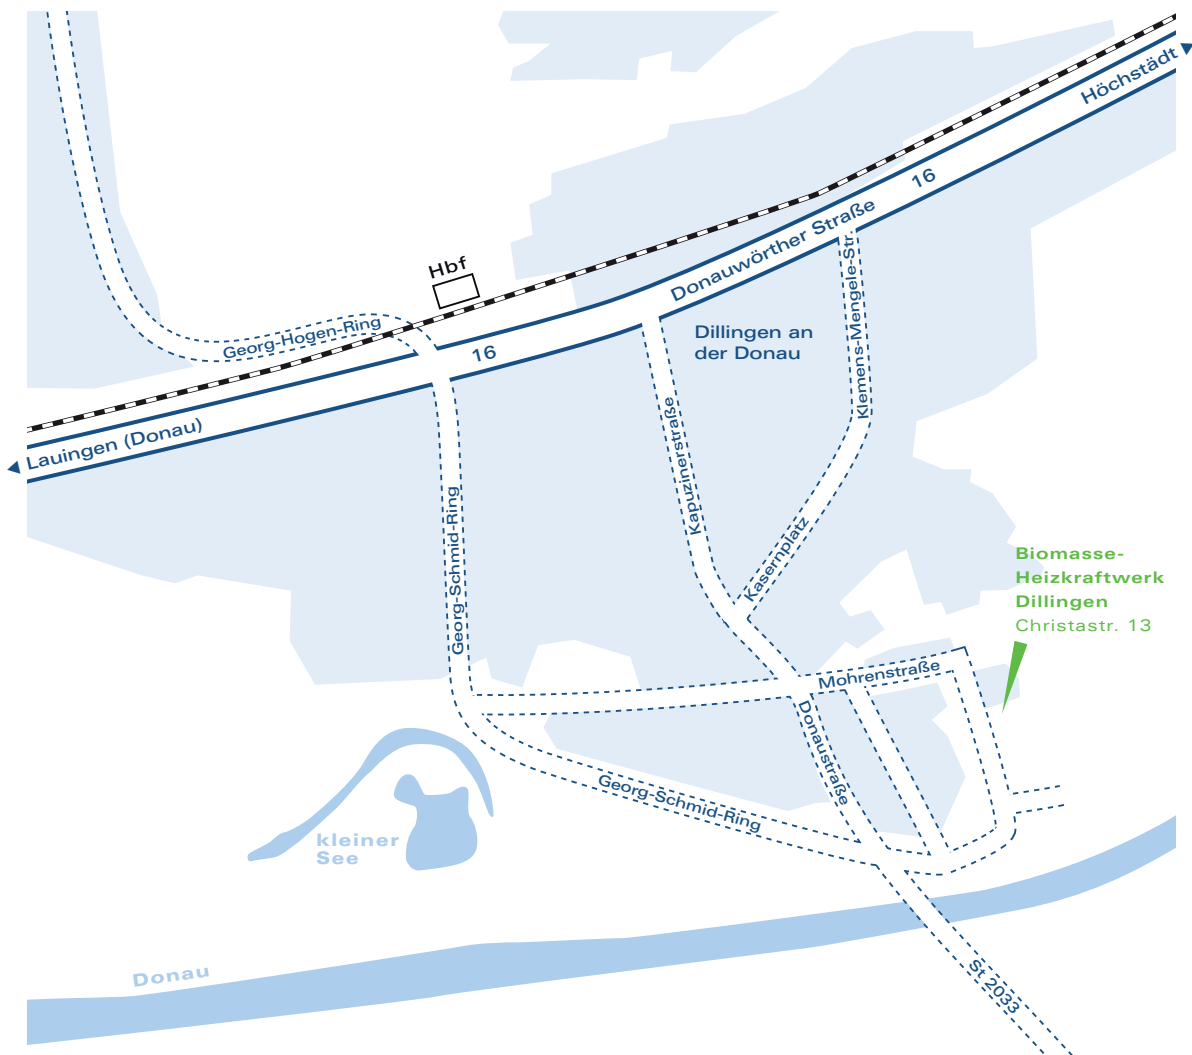 Höchstädt
16
Donauwörther Straße
Klemens-Mengele-Str.
Hbf
Georg-Hogen-Ring
16
Dillingen an
der Donau
Lauingen (Donau)
Kapuzinerstraße
Georg-Schmid-Ring
Kasernplatz
Biomasse-
Heizkraftwerk
Dillingen
Christastr. 13
Mohrenstraße
Donaustraße
Georg-Schmid-Ring
kleiner
See
Donau
St 2033